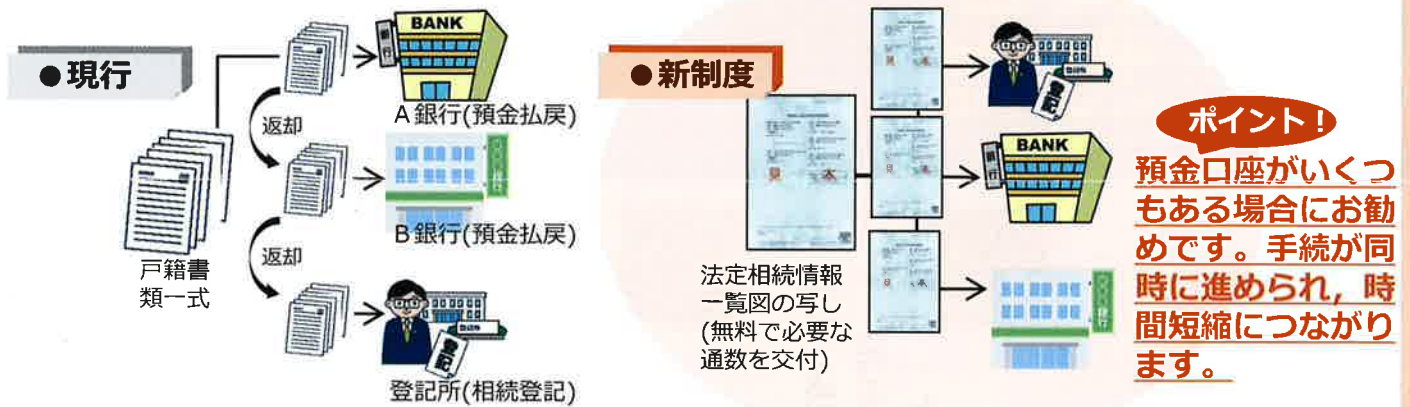 ●現行
BANK
銀行
A銀行(預金払戻)
返却
B銀行(預金払戻)
返却
戸籍書
類一式
登記
登記所(相続登記)
●新制度
見本
法定相続情報
一覧図の写し
(無料で必要な
通数を交付)
登記
BANK
銀行
ポイント!
預金口座がいくつ
もある場合にお勧
めです。手続が同
時に進められ,時
間短縮につながり
ます。